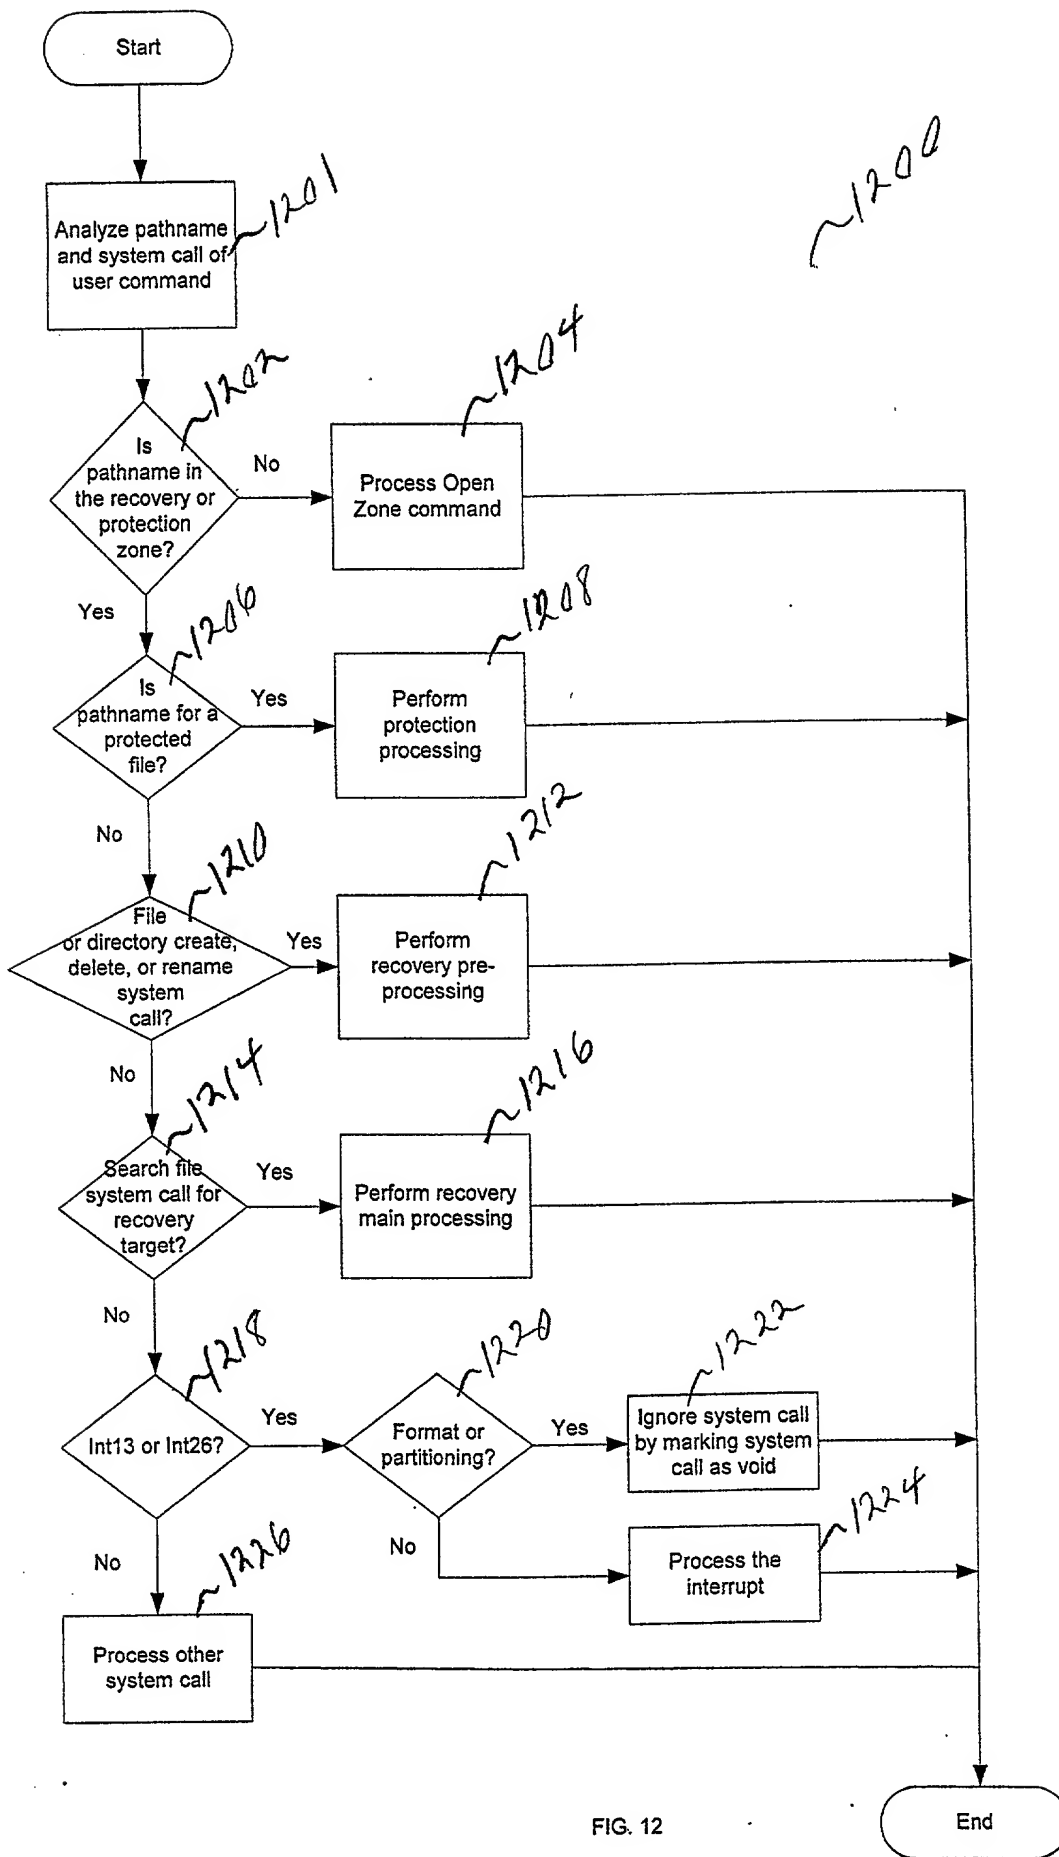 Start
1200
1201
Analyze pathname
and system call of
user command
1202
1204
Is
pathname in
the recovery or
protection
zone?
No
Process Open
Zone command
Yes
1206
1208
Is
pathname for a
protected
file?
Yes
Perform
protection
processing
No
1210
1212
File
or directory create,
delete, or rename
system
call?
Yes
Perform
recovery pre-
processing
No
1214
1216
Search file
system call for
recovery
target?
Yes
Perform recovery
main processing
No
1218
1220
1222
Int13 or Int26?
Yes
Format or
partitioning?
Yes
Ignore system call
by marking system
call as void
No
1226
No
1224
Process the
interrupt
Process other
system call
FIG. 12
End